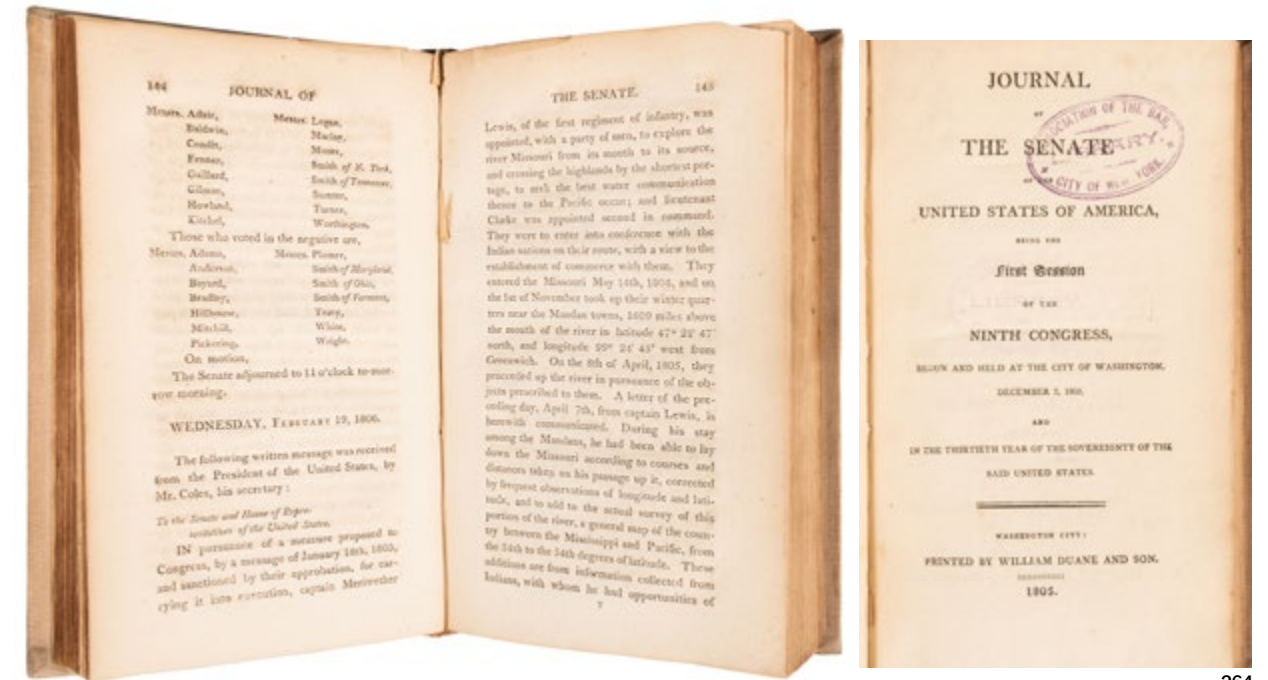 144 JOURNAL OF
Messrs. Adair, Messrs. Logan,
Baldwin, Maclay,
Condit, Moore,
Fenner, Smith of N. York,
Gaillard, Smith of Tennessee,
Gilman, Sumter,
Howland, Turner,
Kitchel, Worthington,
Those who voted in the negative are,
Messrs. Adams, Messrs. Plumer,
Anderson, Smith of Maryland,
Bayard, Smith of Ohio,
Bradley, Smith of Vermont,
Hillhouse, Tracy,
Mitchill, White,
Pickering, Wright.
On motion,
The Senate adjourned to 11 o'clock to-mor-
row morning.
WEDNESDAY, FEBRUARY 19, 1806.
The following written message was received
from the President of the United States, by
Mr. Coles, his secretary:
To the Senate and House of Repre-
sentatives of the United States.
IN pursuance of a measure proposed to
Congress, by a message of January 18th, 1803,
and sanctioned by their approbation, for car-
rying it into execution, captain Meriwether
THE SENATE. 145
Lewis, of the first regiment of infantry, was
appointed, with a party of men, to explore the
river Missouri from its mouth to its source,
and crossing the highlands by the shortest por-
tage, to seek the best water communication
thence to the Pacific ocean; and lieutenant
Clarke was appointed second in command.
They were to enter into conference with the
Indian nations on their route, with a view to the
establishment of commerce with them. They
entered the Missouri May 14th, 1804, and on
the 1st of November took up their winter quar-
ters near the Mandan towns, 1609 miles above
the mouth of the river in latitude 47° 21' 47"
north, and longitude 99° 24' 45" west from
Greenwich. On the 8th of April, 1805, they
proceeded up the river in pursuance of the ob-
jects prescribed to them. A letter of the pre-
ceding day, April 7th, from captain Lewis, is
herewith communicated. During his stay
among the Mandans, he had been able to lay
down the Missouri according to courses and
distances taken on his passage up it, corrected
by frequent observations of longitude and lati-
tude, and to add to the actual survey of this
portion of the river, a general map of the coun-
try between the Mississippi and Pacific, from
the 34th to the 54th degrees of latitude. These
additions are from information collected from
Indians, with whom he had opportunities of
T
JOURNAL
OF
THE SENATE
OF THE
UNITED STATES OF AMERICA,
BEING THE
First Session
OF THE
NINTH CONGRESS,
BEGUN AND HELD AT THE CITY OF WASHINGTON,
DECEMBER 2, 1805,
AND
IN THE THIRTIETH YEAR OF THE SOVEREIGNTY OF THE
SAID UNITED STATES.
WASHINGTON CITY:
PRINTED BY WILLIAM DUANE AND SON.
1805.
ASSOCIATION OF THE BAR,
LIBRARY.
CITY OF NEW YORK.